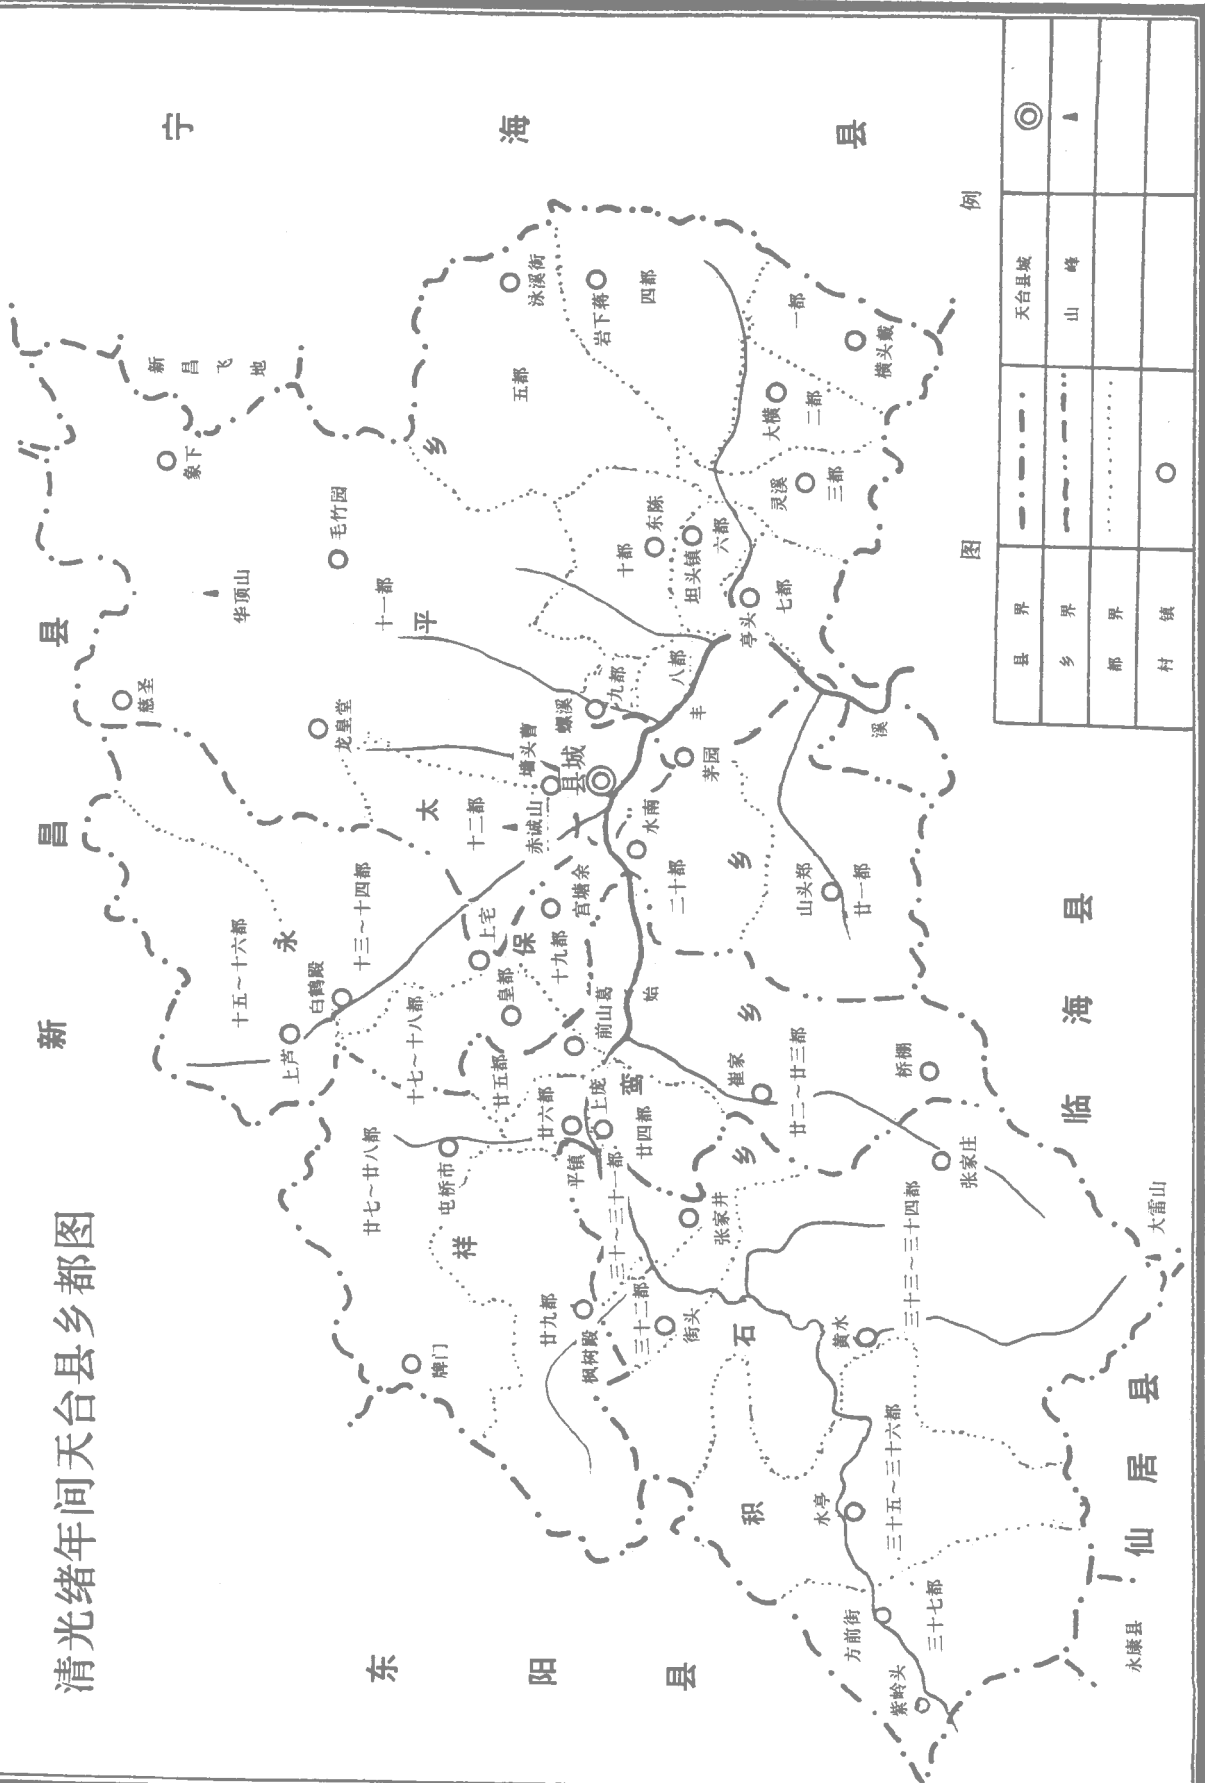 清光绪年间天台县乡都图
新
昌
县
宁
海
县
东
阳
县
临
海
县
仙
居
县
永康县
新
昌
飞
地
象下
慈圣
华顶山
毛竹园
龙皇堂
十一都
太
平
乡
五都
泳溪街
岩下蒋
四都
一都
横头戴
大横
二都
灵溪
三都
东陈
十都
坦头镇
六都
七都
亭头
八都
九都
螺溪
墙头曹
县城
赤诚山
十二都
十三～十四都
永
保
乡
十五～十六都
白鹤殿
上芦
十七～十八都
上宅
皇都
十九都
官塘余
水南
茅园
二十都
丰
溪
始
山头郑
廿一都
前山葛
廿五都
廿六都
上庞
鸾
乡
廿四都
崔家
廿二～廿三都
桥棚
张家庄
平镇
屯桥市
廿七～廿八都
祥
牌门
廿九都
枫树殿
三十～三十一都
三十二都
街头
张家井
积
石
乡
黄水
三十三～三十四都
大雷山
水亭
三十五～三十六都
方前街
三十七都
紫岭头
图 例
县 界
天台县城
乡 界
山 峰
都 界
村 镇